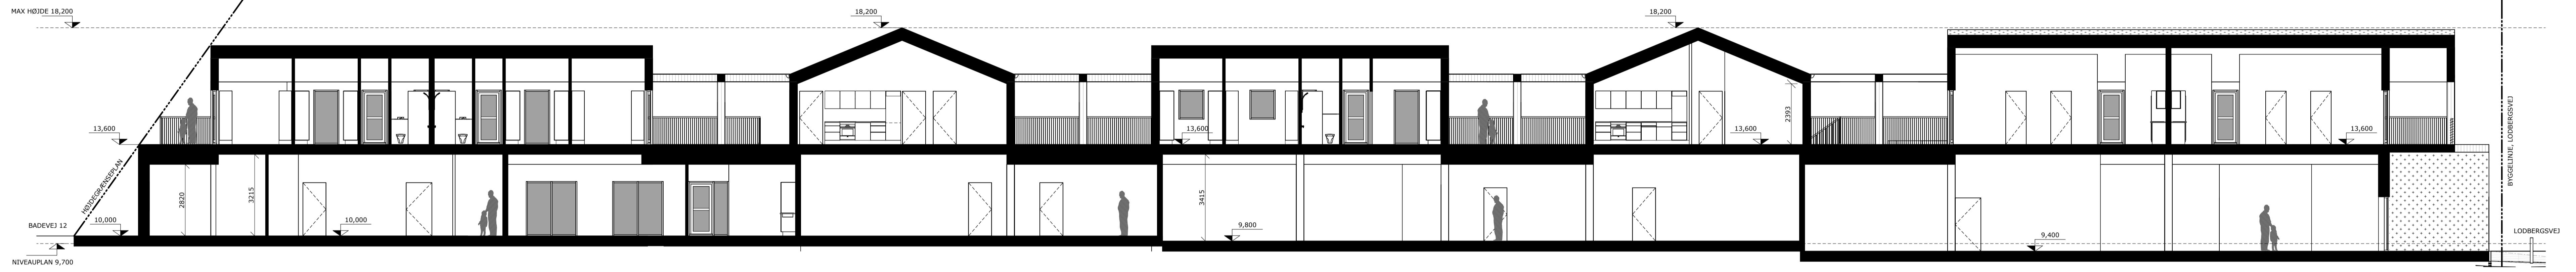 MAX HØJDE 18,200
18,200
18,200
13,600
13,600
13,600
13,600
2393
HØJDEGRÆNSEPLAN
2820
3215
3415
BADEVEJ 12
10,000
10,000
9,800
9,400
NIVEAUPLAN 9,700
BYGGELINJE, LODBERGSVEJ
LODBERGSVEJ